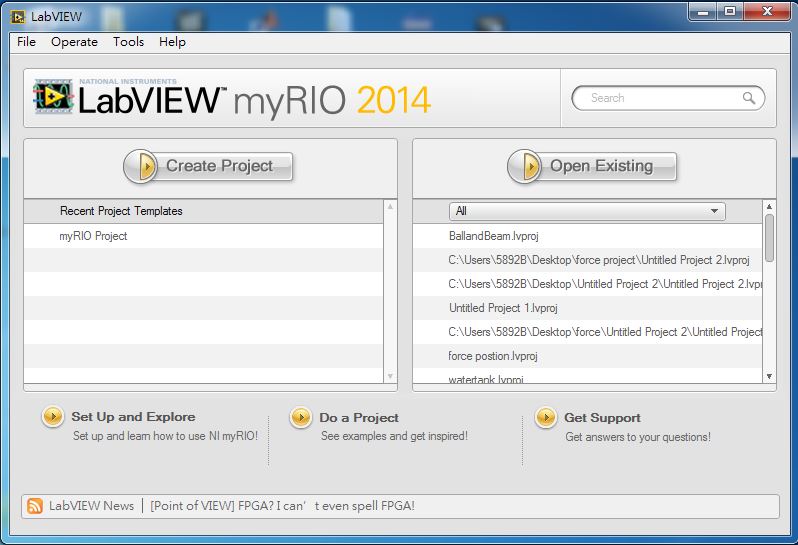 LabVIEW
File Operate Tools Help
NATIONAL INSTRUMENTS
LabVIEW™ myRIO 2014
Search
Create Project
Open Existing
Recent Project Templates
myRIO Project
All
BallandBeam.lvproj
C:\Users\5892B\Desktop\force project\Untitled Project 2.lvproj
C:\Users\5892B\Desktop\Untitled Project 2\Untitled Project 2.lvpr
Untitled Project 1.lvproj
C:\Users\5892B\Desktop\force\Untitled Project 2\Untitled Project
force postion.lvproj
watertank.lvproj
Set Up and Explore
Set up and learn how to use NI myRIO!
Do a Project
See examples and get inspired!
Get Support
Get answers to your questions!
LabVIEW News | [Point of VIEW] FPGA? I can’t even spell FPGA!